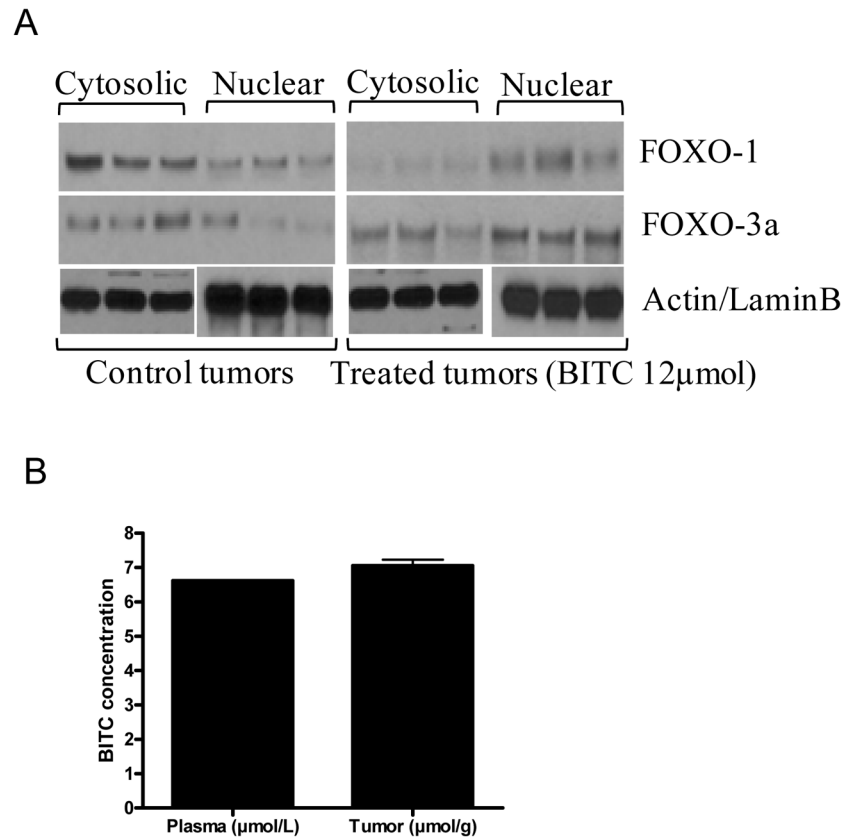 A
Cytosolic Nuclear Cytosolic Nuclear
FOXO-1
FOXO-3a
Actin/LaminB
Control tumors Treated tumors (BITC 12µmol)
B
8
7
6
5
4
3
2
1
0
BITC concentration
Plasma (µmol/L) Tumor (µmol/g)